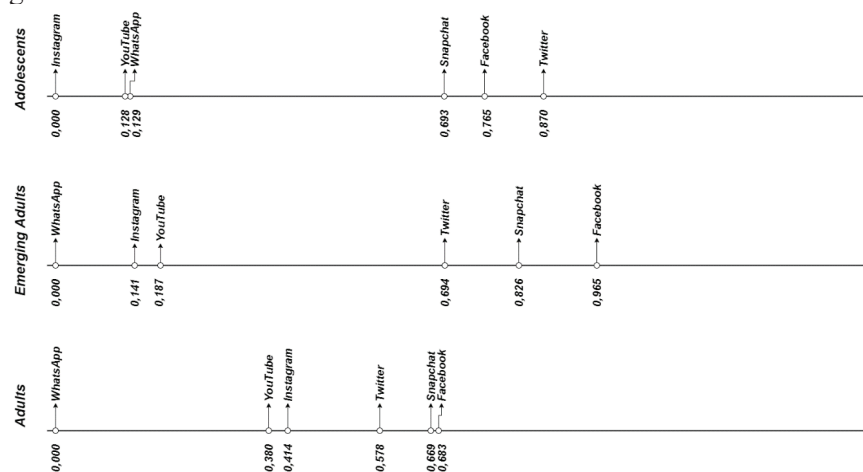 Adolescents
Instagram
YouTube
WhatsApp
Snapchat
Facebook
Twitter
0,000
0,128
0,129
0,693
0,765
0,870
Emerging Adults
WhatsApp
Instagram
YouTube
Twitter
Snapchat
Facebook
0,000
0,141
0,187
0,694
0,826
0,965
Adults
WhatsApp
YouTube
Instagram
Twitter
Snapchat
Facebook
0,000
0,380
0,414
0,578
0,669
0,683